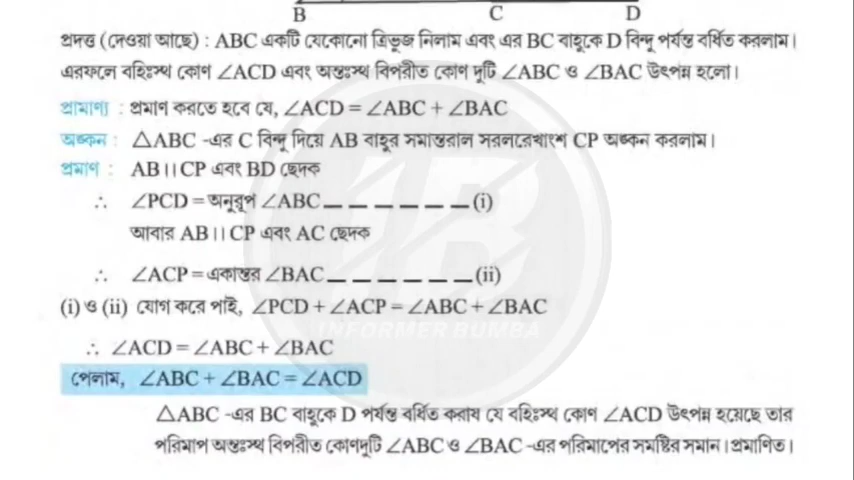 B C D
প্রদত্ত (দেওয়া আছে) : ABC একটি যেকোনো ত্রিভুজ নিলাম এবং এর BC বাহুকে D বিন্দু পর্যন্ত বর্ধিত করলাম।
এরফলে বহিঃস্থ কোণ ∠ACD এবং অন্তঃস্থ বিপরীত কোণ দুটি ∠ABC ও ∠BAC উৎপন্ন হলো।
প্রামাণ্য : প্রমাণ করতে হবে যে, ∠ACD = ∠ABC + ∠BAC
অঙ্কন : △ABC -এর C বিন্দু দিয়ে AB বাহুর সমান্তরাল সরলরেখাংশ CP অঙ্কন করলাম।
প্রমাণ : AB।।CP এবং BD ছেদক
∴ ∠PCD = অনুরূপ ∠ABC _ _ _ _ _ _ (i)
আবার AB।। CP এবং AC ছেদক
∴ ∠ACP = একান্তর ∠BAC _ _ _ _ _ _ (ii)
(i) ও (ii) যোগ করে পাই, ∠PCD + ∠ACP = ∠ABC + ∠BAC
INFORMER BUMBA
∴ ∠ACD = ∠ABC + ∠BAC
পেলাম, ∠ABC + ∠BAC = ∠ACD
△ABC -এর BC বাহুকে D পর্যন্ত বর্ধিত করায় যে বহিঃস্থ কোণ ∠ACD উৎপন্ন হয়েছে তার
পরিমাপ অন্তঃস্থ বিপরীত কোণদুটি ∠ABC ও ∠BAC -এর পরিমাপের সমষ্টির সমান। প্রমাণিত।